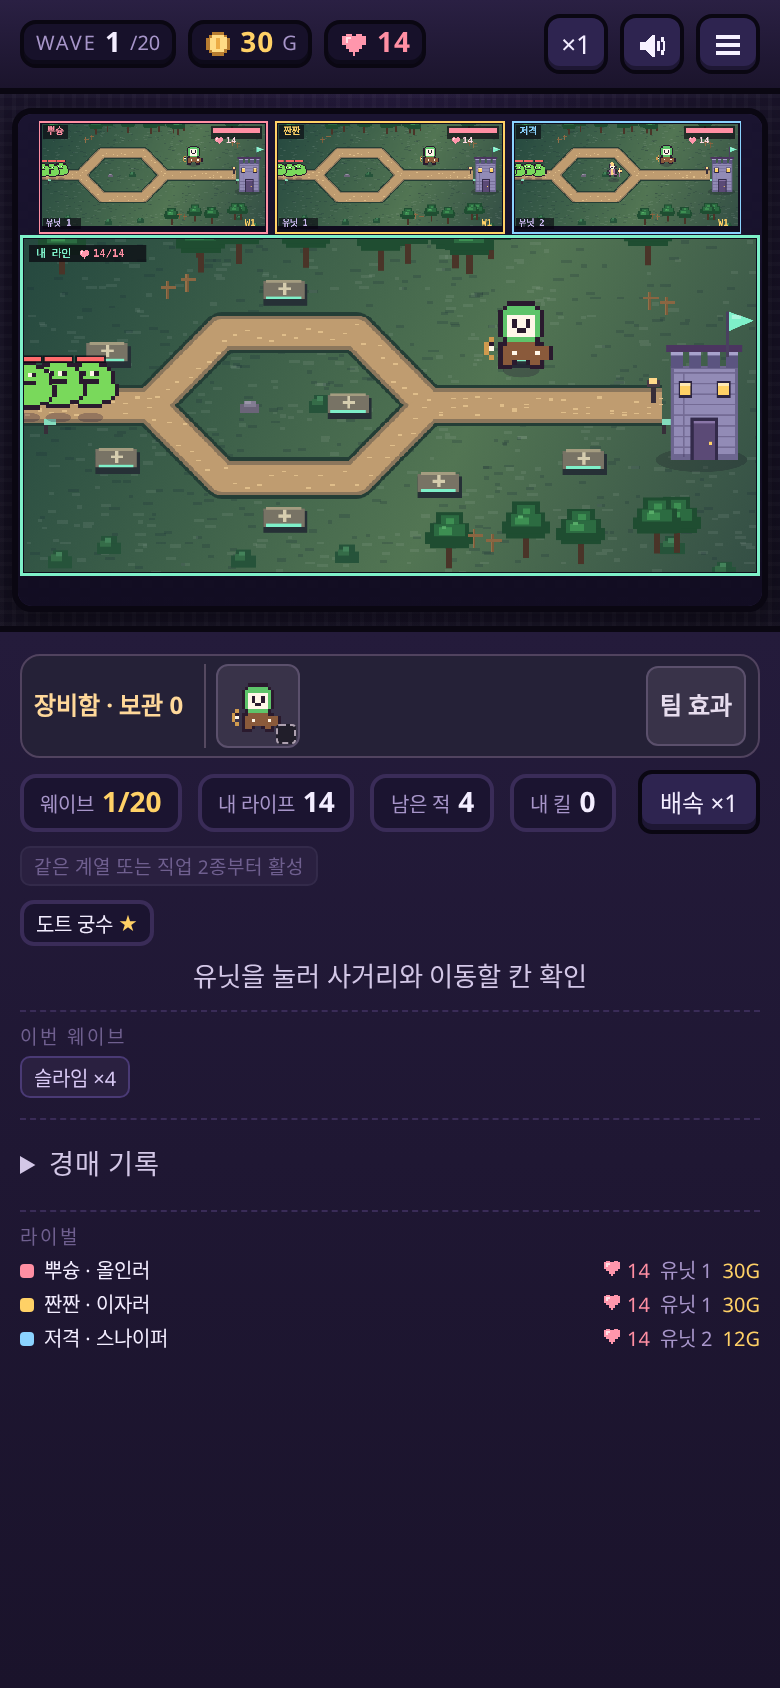 WAVE 1 /20 30 G 14 ×1
뿌슝 14 짠짠 14 저격 14
유닛 1 W1 유닛 1 W1 유닛 2 W1
내 라인 14/14
장비함 · 보관 0 팀 효과
웨이브 1/20 내 라이프 14 남은 적 4 내 킬 0 배속 ×1
같은 계열 또는 직업 2종부터 활성
도트 궁수 ★
유닛을 눌러 사거리와 이동할 칸 확인
이번 웨이브
슬라임 ×4
▶ 경매 기록
라이벌
뿌슝 · 올인러 14 유닛 1 30G
짠짠 · 이자러 14 유닛 1 30G
저격 · 스나이퍼 14 유닛 2 12G